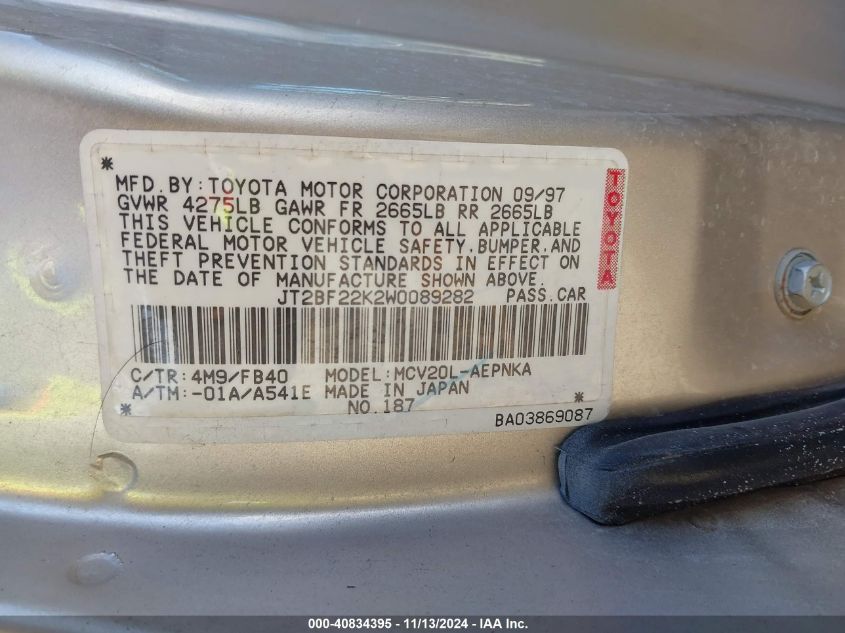 *
MFD. BY: TOYOTA MOTOR CORPORATION 09/97
GVWR 4275LB GAWR FR 2665LB RR 2665LB
THIS VEHICLE CONFORMS TO ALL APPLICABLE
FEDERAL MOTOR VEHICLE SAFETY, BUMPER, AND
THEFT PREVENTION STANDARDS IN EFFECT ON
THE DATE OF MANUFACTURE SHOWN ABOVE.
JT2BF22K2W0089282 PASS. CAR
TOYOTA
C/TR: 4M9/FB40 MODEL: MCV20L-AEPNKA
A/TM: -01A/A541E MADE IN JAPAN
* NO. 187 *
BA03869087
000-40834395 - 11/13/2024 - IAA Inc.